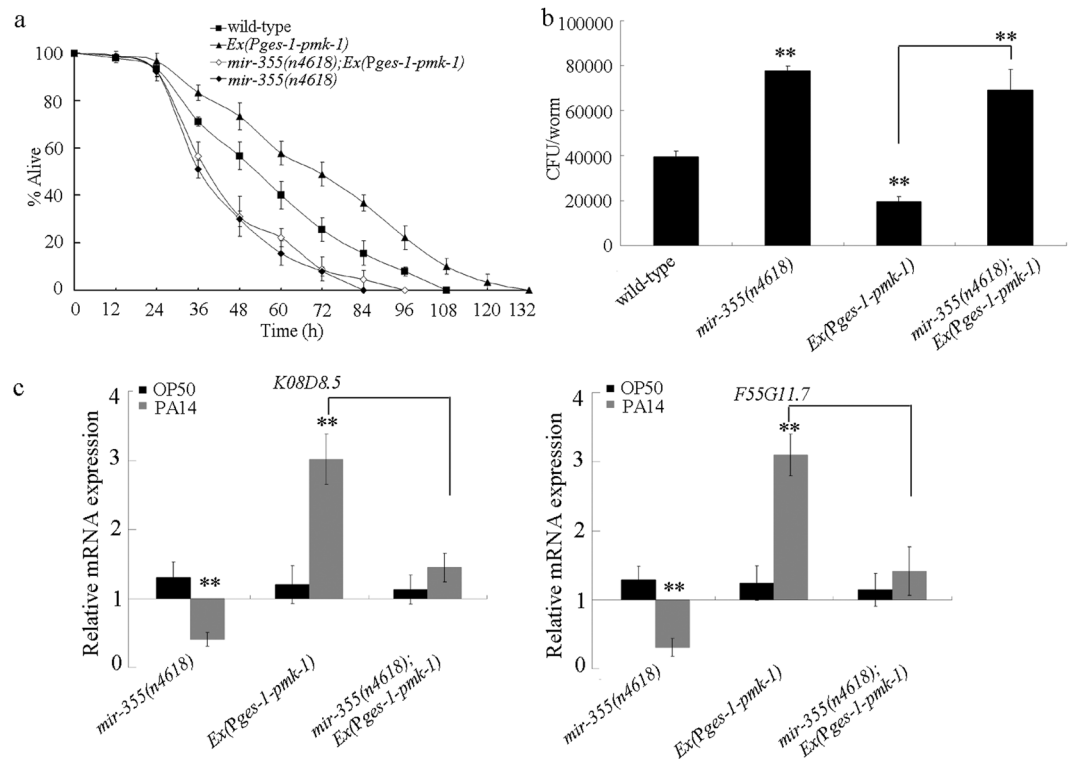 a
wild-type
Ex(Pges-1-pmk-1)
mir-355(n4618);Ex(Pges-1-pmk-1)
mir-355(n4618)
% Alive
100
80
60
40
20
0
0 12 24 36 48 60 72 84 96 108 120 132
Time (h)
b
CFU/worm
100000
80000
60000
40000
20000
0
**
**
**
wild-type
mir-355(n4618)
Ex(Pges-1-pmk-1)
mir-355(n4618);
Ex(Pges-1-pmk-1)
c
OP50
PA14
K08D8.5
Relative mRNA expression
4
3
2
1
0
**
**
mir-355(n4618)
Ex(Pges-1-pmk-1)
mir-355(n4618);
Ex(Pges-1-pmk-1)
OP50
PA14
F55G11.7
Relative mRNA expression
4
3
2
1
0
**
**
mir-355(n4618)
Ex(Pges-1-pmk-1)
mir-355(n4618);
Ex(Pges-1-pmk-1)